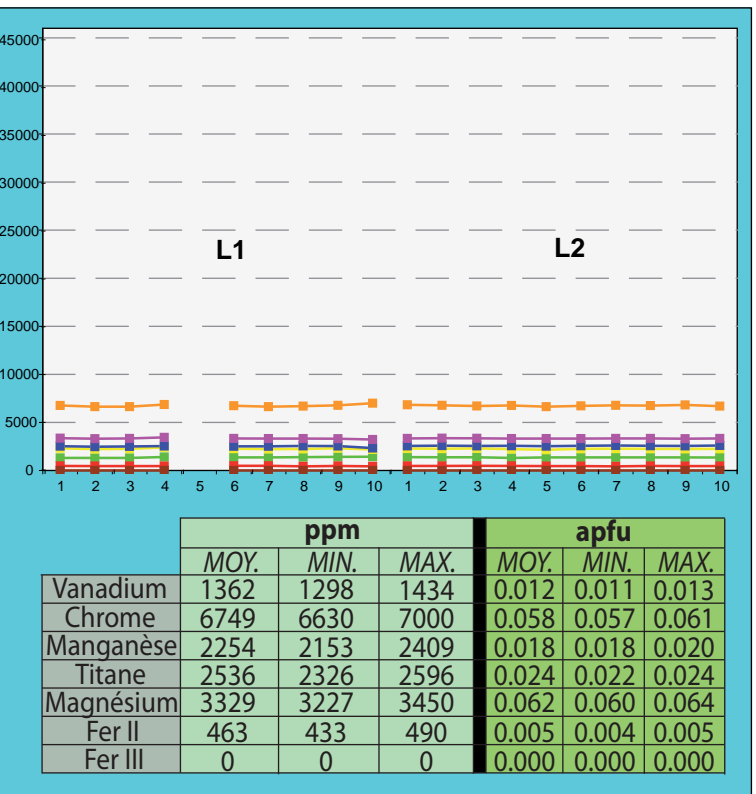 45000
40000
35000
30000
25000
L1 L2
20000
15000
10000
5000
0
1 2 3 4 5 6 7 8 9 10 1 2 3 4 5 6 7 8 9 10
ppm apfu
MOY. MIN. MAX. MOY. MIN. MAX.
Vanadium 1362 1298 1434 0.012 0.011 0.013
Chrome 6749 6630 7000 0.058 0.057 0.061
Manganèse 2254 2153 2409 0.018 0.018 0.020
Titane 2536 2326 2596 0.024 0.022 0.024
Magnésium 3329 3227 3450 0.062 0.060 0.064
Fer II 463 433 490 0.005 0.004 0.005
Fer III 0 0 0 0.000 0.000 0.000